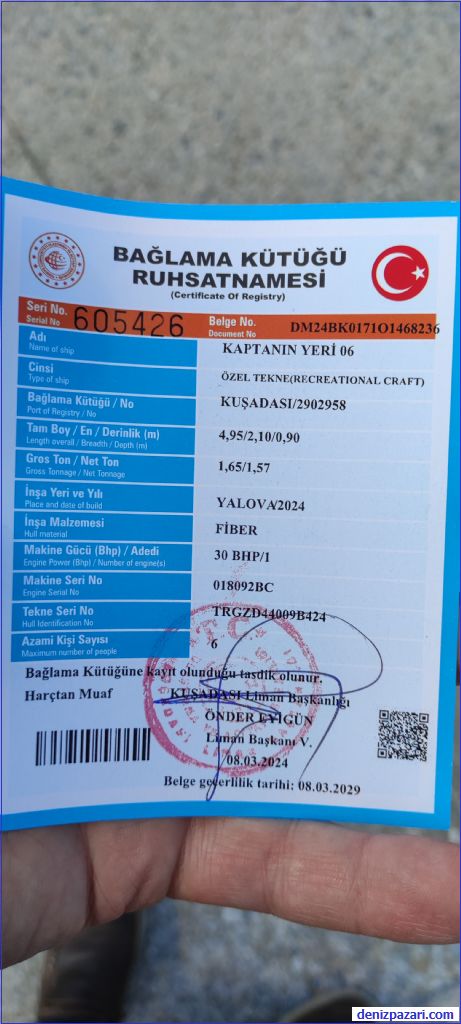 BAĞLAMA KÜTÜĞÜ
RUHSATNAMESİ
(Certificate Of Registry)
Seri No. 605426 Belge No. DM24BK0171O1468236
Serial No Document No
Adı KAPTANIN YERİ 06
Name of ship
Cinsi ÖZEL TEKNE(RECREATIONAL CRAFT)
Type of ship
Bağlama Kütüğü / No KUŞADASI/2902958
Port of Registry / No
Tam Boy / En / Derinlik (m) 4,95/2,10/0,90
Length overall / Breadth / Depth (m)
Gros Ton / Net Ton 1,65/1,57
Gross Tonnage / Net Tonnage
İnşa Yeri ve Yılı YALOVA/2024
Place and date of build
İnşa Malzemesi FİBER
Hull material
Makine Gücü (Bhp) / Adedi 30 BHP/1
Engine Power (Bhp) / Number of engine(s)
Makine Seri No 018092BC
Engine Serial No
Tekne Seri No TRGZD44009B424
Hull Identification No
Azami Kişi Sayısı 6
Maximum number of people
Bağlama Kütüğüne kayıt olunduğu tasdik olunur.
Harçtan Muaf KUŞADASI Liman Başkanlığı
ÖNDER EYİGÜN
Liman Başkanı V.
08.03.2024
Belge geçerlilik tarihi: 08.03.2029
denizpazari.com